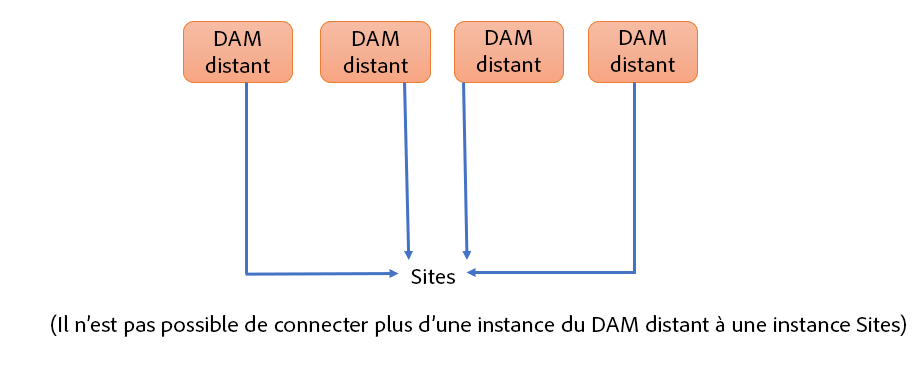 DAM
distant
DAM
distant
DAM
distant
DAM
distant
Sites
(Il n’est pas possible de connecter plus d’une instance du DAM distant à une instance Sites)